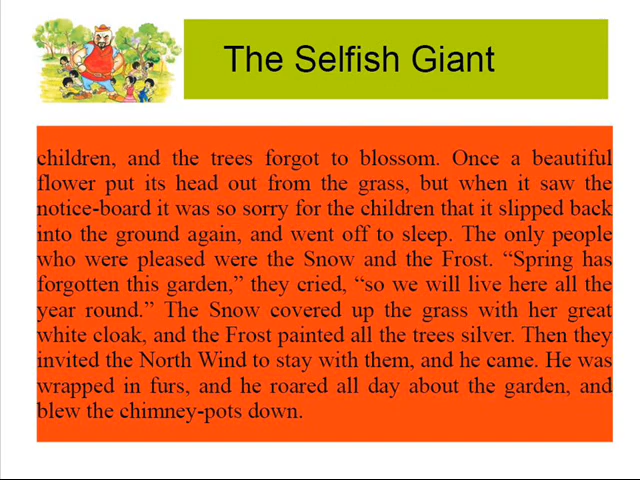 The Selfish Giant
children, and the trees forgot to blossom. Once a beautiful
flower put its head out from the grass, but when it saw the
notice-board it was so sorry for the children that it slipped back
into the ground again, and went off to sleep. The only people
who were pleased were the Snow and the Frost. “Spring has
forgotten this garden,” they cried, “so we will live here all the
year round.” The Snow covered up the grass with her great
white cloak, and the Frost painted all the trees silver. Then they
invited the North Wind to stay with them, and he came. He was
wrapped in furs, and he roared all day about the garden, and
blew the chimney-pots down.